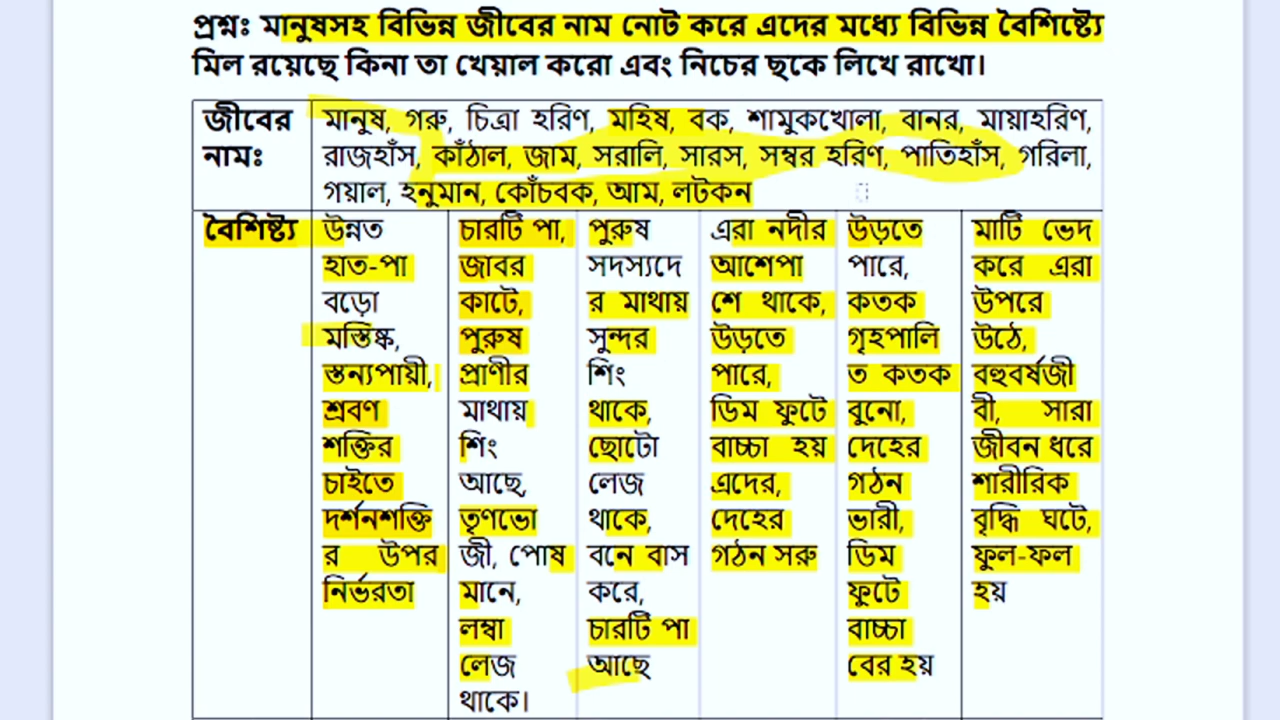 প্রশ্নঃ মানুষসহ বিভিন্ন জীবের নাম নোট করে এদের মধ্যে বিভিন্ন বৈশিষ্ট্যে
মিল রয়েছে কিনা তা খেয়াল করো এবং নিচের ছকে লিখে রাখো।
জীবের
নামঃ
মানুষ, গরু, চিত্রা হরিণ, মহিষ, বক, শামুকখোলা, বানর, মায়াহরিণ,
রাজহাঁস, কাঁঠাল, জাম, সরালি, সারস, সম্বর হরিণ, পাতিহাঁস, গরিলা,
গয়াল, হনুমান, কোঁচবক, আম, লটকন
বৈশিষ্ট্য
উন্নত
হাত-পা
বড়ো
মস্তিষ্ক,
স্তন্যপায়ী,
শ্রবণ
শক্তির
চাইতে
দর্শনশক্তি
র উপর
নির্ভরতা
চারটি পা,
জাবর
কাটে,
পুরুষ
প্রাণীর
মাথায়
শিং
আছে,
তৃণভো
জী, পোষ
মানে,
লম্বা
লেজ
থাকে।
পুরুষ
সদস্যদে
র মাথায়
সুন্দর
শিং
থাকে,
ছোটো
লেজ
থাকে,
বনে বাস
করে,
চারটি পা
আছে
এরা নদীর
আশেপা
শে থাকে,
উড়তে
পারে,
ডিম ফুটে
বাচ্চা হয়
এদের,
দেহের
গঠন সরু
উড়তে
পারে,
কতক
গৃহপালি
ত কতক
বুনো,
দেহের
গঠন
ভারী,
ডিম
ফুটে
বাচ্চা
বের হয়
মাটি ভেদ
করে এরা
উপরে
উঠে,
বহুবর্ষজী
বী, সারা
জীবন ধরে
শারীরিক
বৃদ্ধি ঘটে,
ফুল-ফল
হয়